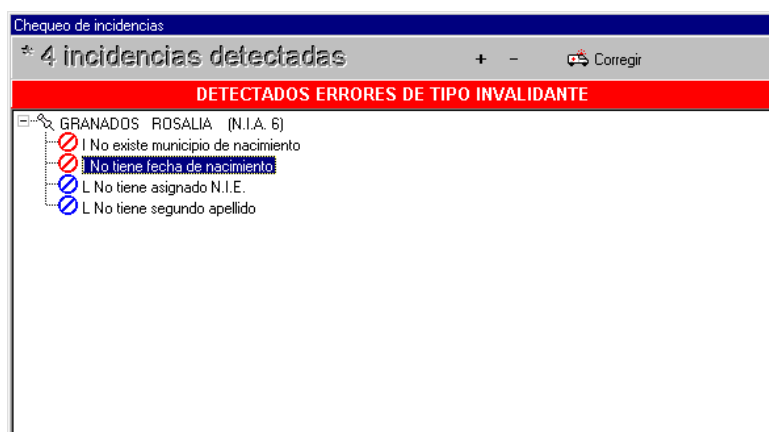 Chequeo de incidencias
* 4 incidencias detectadas + - Corregir
DETECTADOS ERRORES DE TIPO INVALIDANTE
GRANADOS ROSALIA (N.I.A. 6)
I No existe municipio de nacimiento
I No tiene fecha de nacimiento
L No tiene asignado N.I.E.
L No tiene segundo apellido